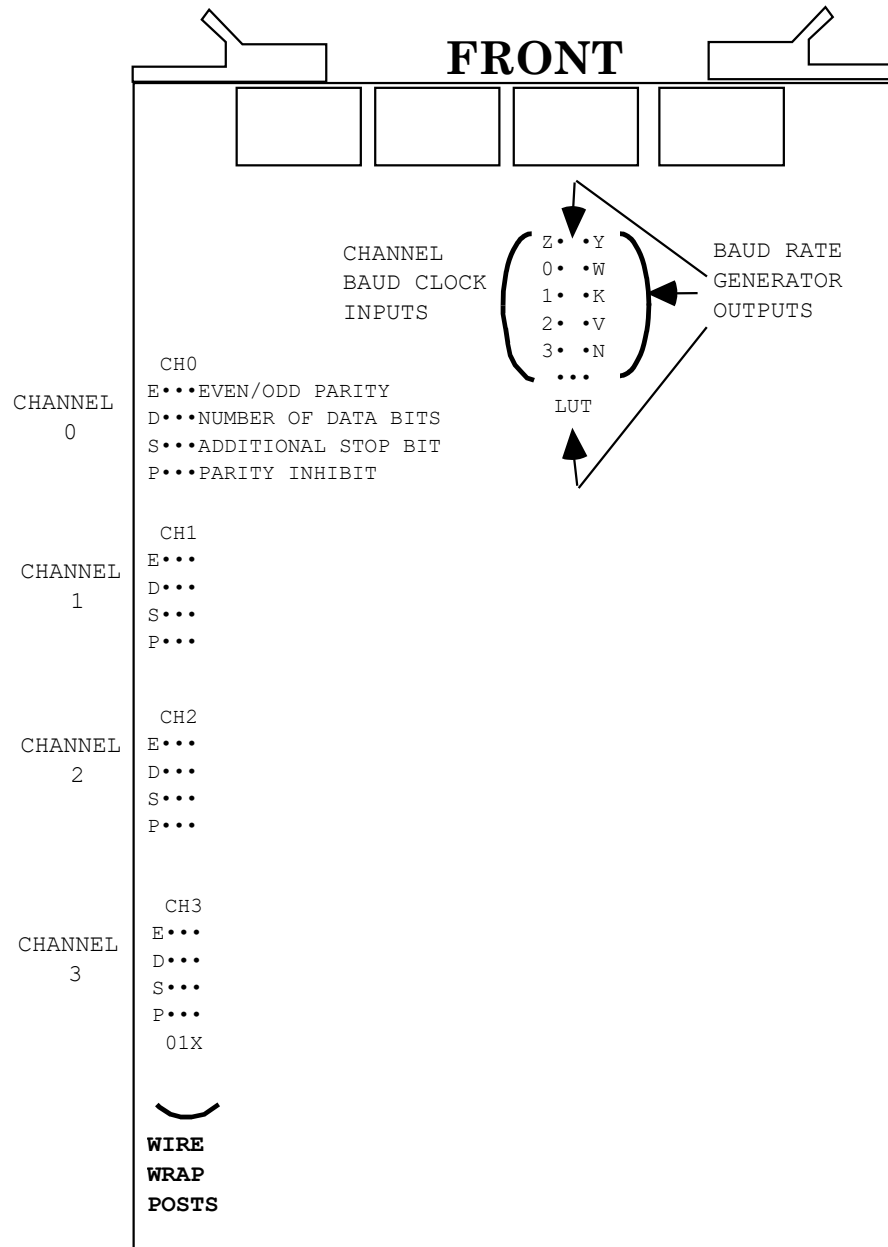 FRONT
CHANNEL
BAUD CLOCK
INPUTS
Z• •Y
0• •W
1• •K
2• •V
3• •N
•••
LUT
BAUD RATE
GENERATOR
OUTPUTS
CHANNEL
0
CH0
E•••EVEN/ODD PARITY
D•••NUMBER OF DATA BITS
S•••ADDITIONAL STOP BIT
P•••PARITY INHIBIT
CHANNEL
1
CH1
E•••
D•••
S•••
P•••
CHANNEL
2
CH2
E•••
D•••
S•••
P•••
CHANNEL
3
CH3
E•••
D•••
S•••
P•••
01X
WIRE
WRAP
POSTS